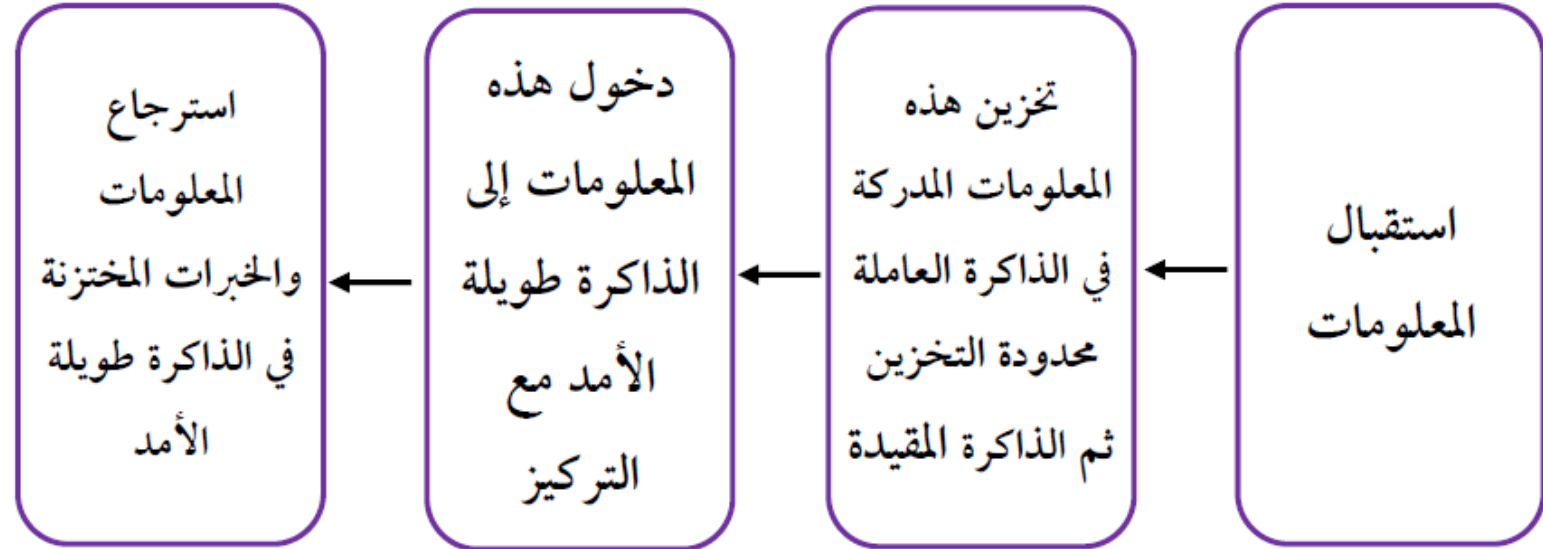 استقبال
المعلومات
تخزين هذه
المعلومات المدركة
في الذاكرة العاملة
محدودة التخزين
ثم الذاكرة المقيدة
دخول هذه
المعلومات إلى
الذاكرة طويلة
الأمد مع
التركيز
استرجاع
المعلومات
والخبرات المختزنة
في الذاكرة طويلة
الأمد